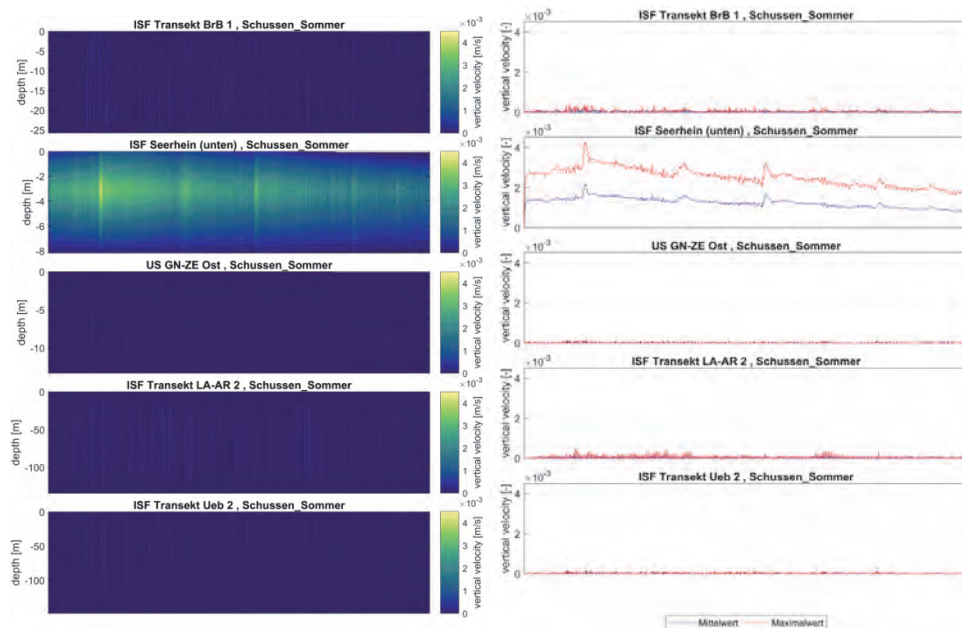 ISF Transekt BrB 1 , Schussen_Sommer
0
-5
-10
-15
-20
-25
depth [m]
×10⁻³
4
3
2
1
0
vertical velocity [m/s]
ISF Seerhein (unten) , Schussen_Sommer
0
-2
-4
-6
-8
depth [m]
×10⁻³
4
3
2
1
0
vertical velocity [m/s]
US GN-ZE Ost , Schussen_Sommer
0
-5
-10
depth [m]
×10⁻³
4
3
2
1
0
vertical velocity [m/s]
ISF Transekt LA-AR 2 , Schussen_Sommer
0
-50
-100
depth [m]
×10⁻³
4
3
2
1
0
vertical velocity [m/s]
ISF Transekt Ueb 2 , Schussen_Sommer
0
-50
-100
depth [m]
×10⁻³
4
3
2
1
0
vertical velocity [m/s]
ISF Transekt BrB 1 , Schussen_Sommer
4
2
0
vertical velocity [-]
×10⁻³
ISF Seerhein (unten) , Schussen_Sommer
4
2
0
vertical velocity [-]
×10⁻³
US GN-ZE Ost , Schussen_Sommer
4
2
0
vertical velocity [-]
×10⁻³
ISF Transekt LA-AR 2 , Schussen_Sommer
4
2
0
vertical velocity [-]
×10⁻³
ISF Transekt Ueb 2 , Schussen_Sommer
4
2
0
vertical velocity [-]
Mittelwert Maximalwert